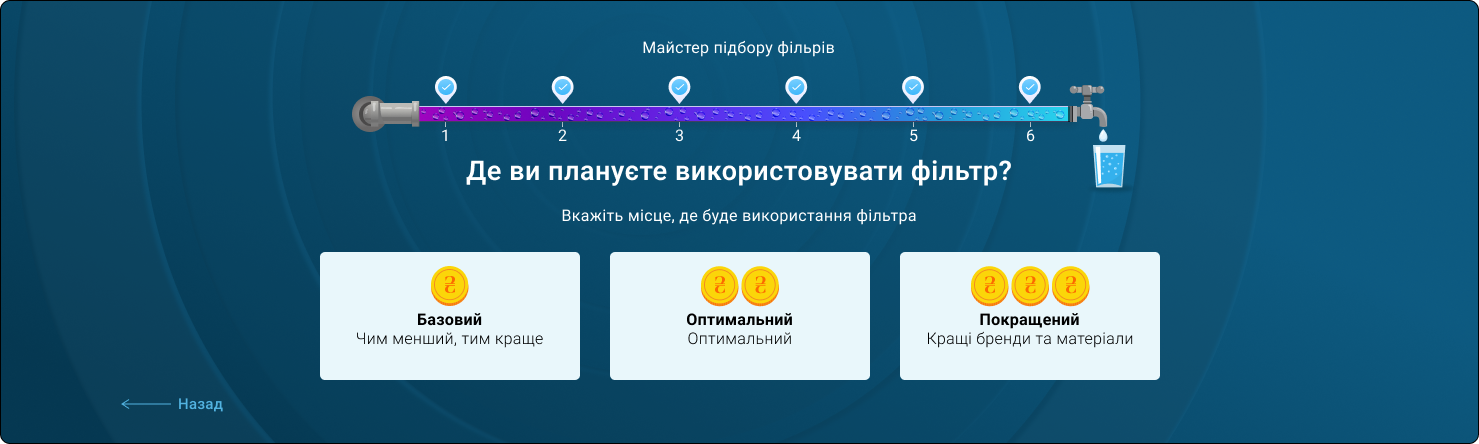 Майстер підбору фільрів
1 2 3 4 5 6
Де ви плануєте використовувати фільтр?
Вкажіть місце, де буде використання фільтра
₴ ₴ ₴ ₴ ₴ ₴
Базовий Оптимальний Покращений
Чим менший, тим краще Оптимальний Кращі бренди та матеріали
Назад